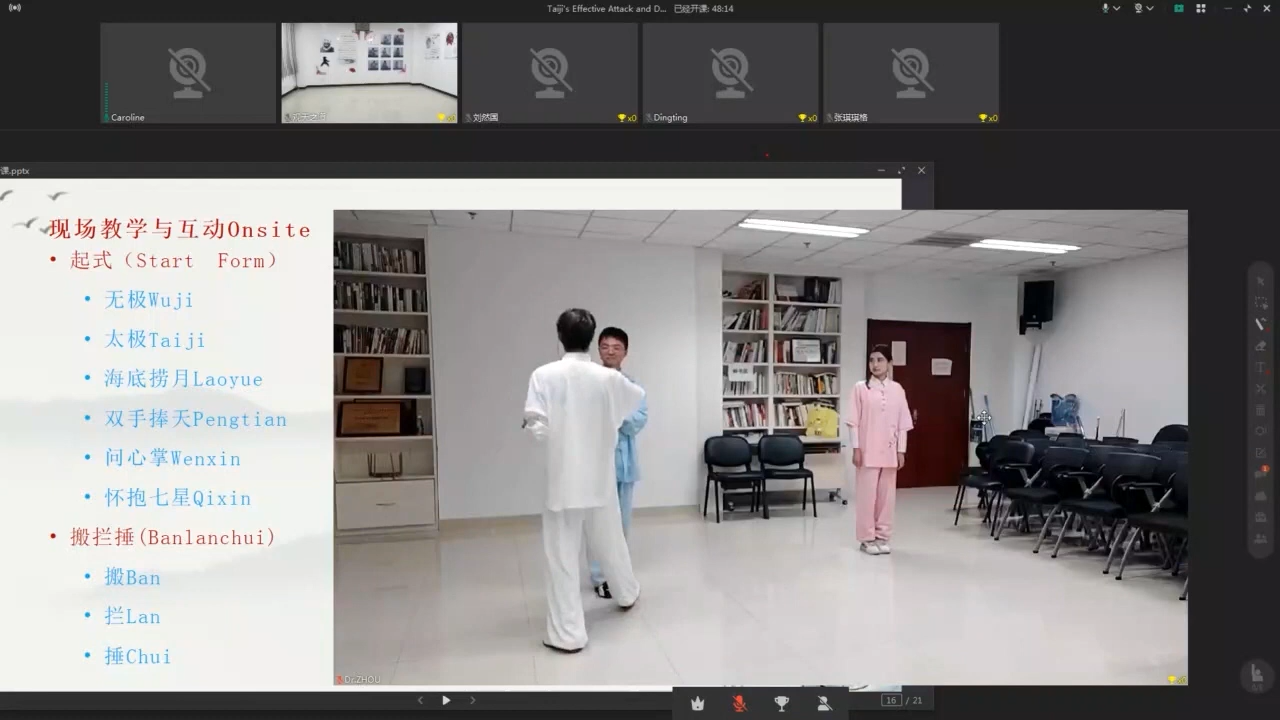 Taiji's Effective Attack and D... 已经开课: 48:14
Caroline
x0
刘然国
x0
Dingting
x0
张琪琪格
x0
课.pptx
现场教学与互动Onsite
• 起式（Start Form）
• 无极Wuji
• 太极Taiji
• 海底捞月Laoyue
• 双手捧天Pengtian
• 问心掌Wenxin
• 怀抱七星Qixin
• 搬拦捶(Banlanchui)
• 搬Ban
• 拦Lan
• 捶Chui
Dr.ZHOU
16 / 21